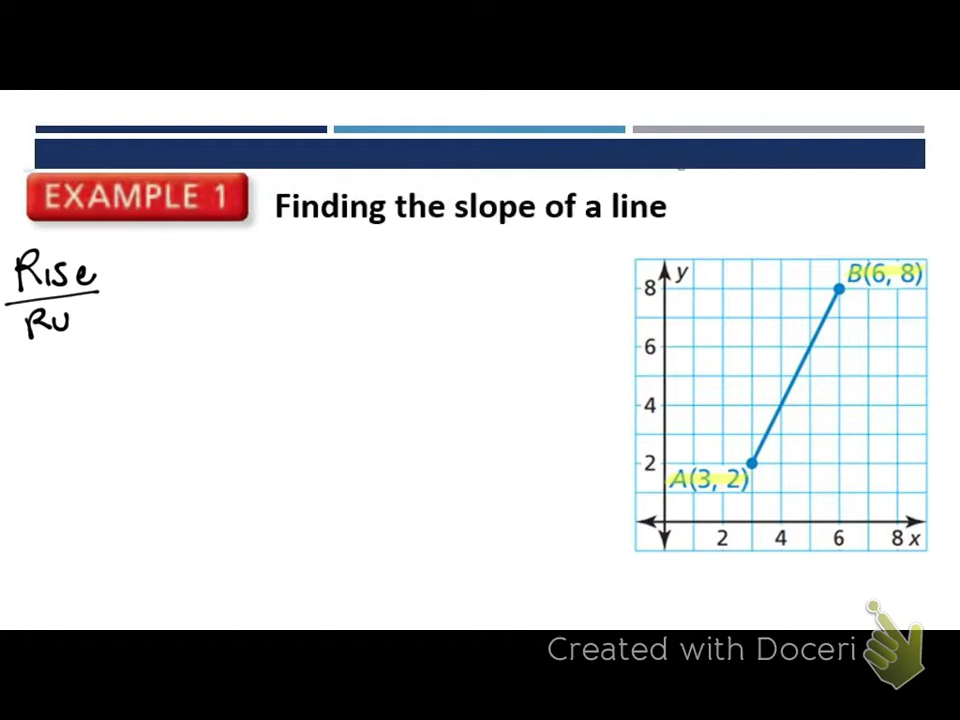 EXAMPLE 1 Finding the slope of a line
Rise
Ru
y
B(6, 8)
8
6
4
2
A(3, 2)
2 4 6 8 x
Created with Doceri